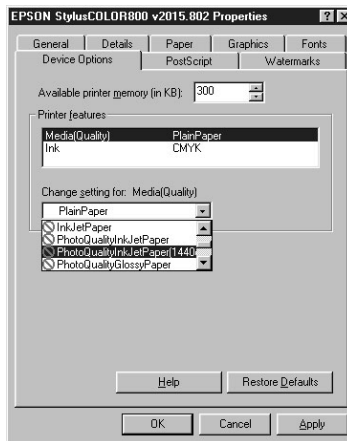 EPSON StylusCOLOR800 v2015.802 Properties
General Details Paper Graphics Fonts
Device Options PostScript Watermarks
Available printer memory (in KB): 300
Printer features
Media(Quality) PlainPaper
Ink CMYK
Change setting for: Media(Quality)
PlainPaper
InkJetPaper
PhotoQualityInkJetPaper
PhotoQualityInkJetPaper(1440
PhotoQualityGlossyPaper
Help Restore Defaults
OK Cancel Apply